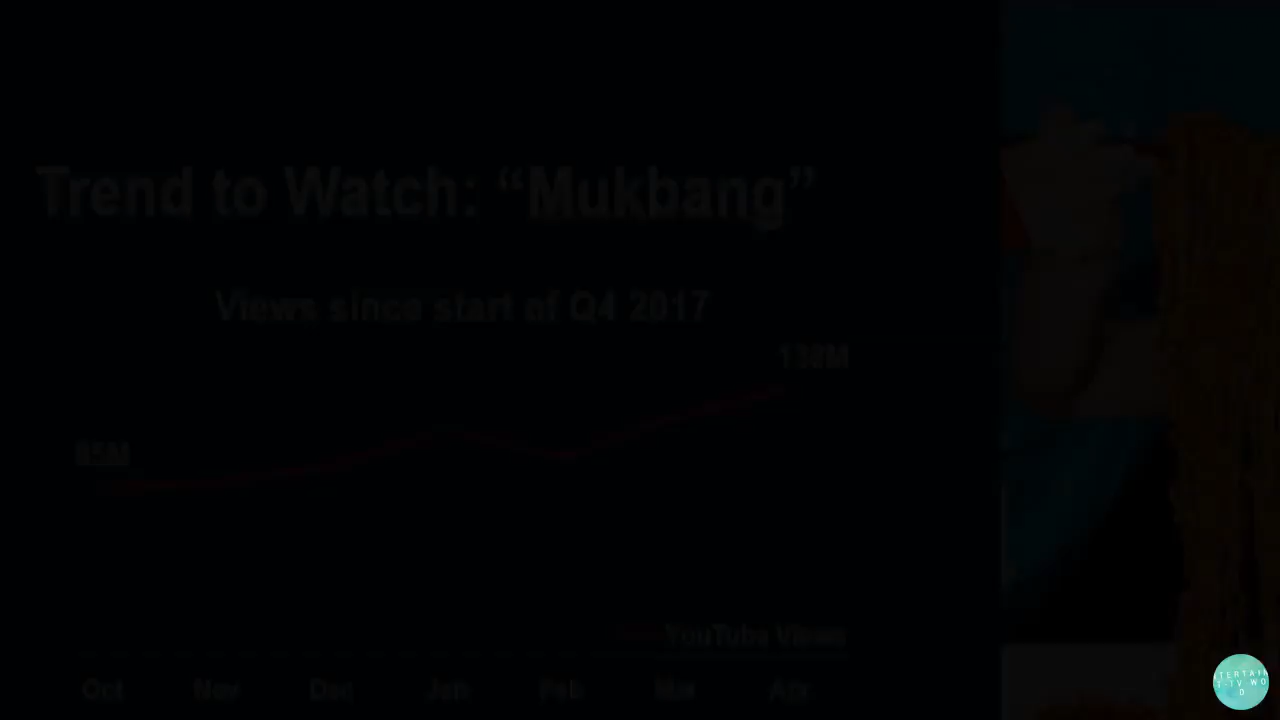 Trend to Watch: “Mukbang”
Views since start of Q4 2017
130M
85M
YouTube Views
Oct Nov Dec Jan Feb Mar Apr